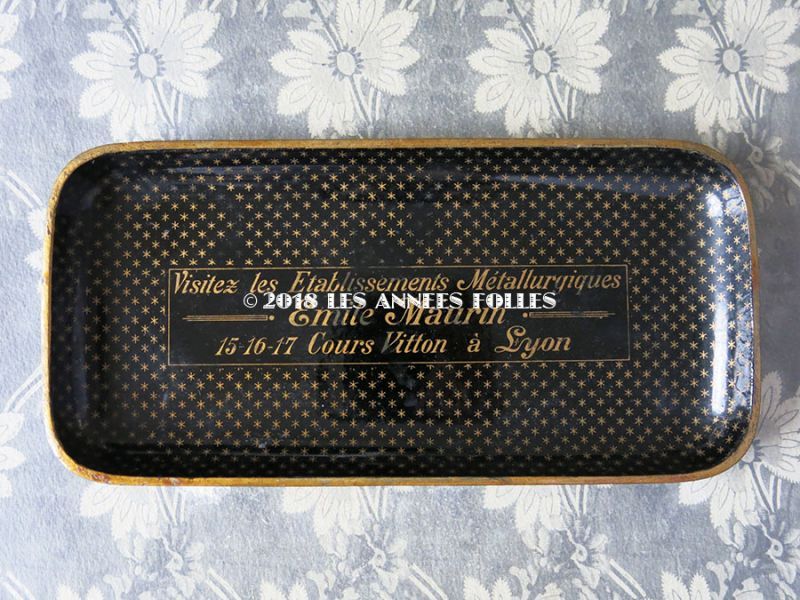 Visitez les Etablissements Métallurgiques
© 2018 LES ANNEES FOLLES
Emile Maurin
15-16-17 Cours Vitton à Lyon